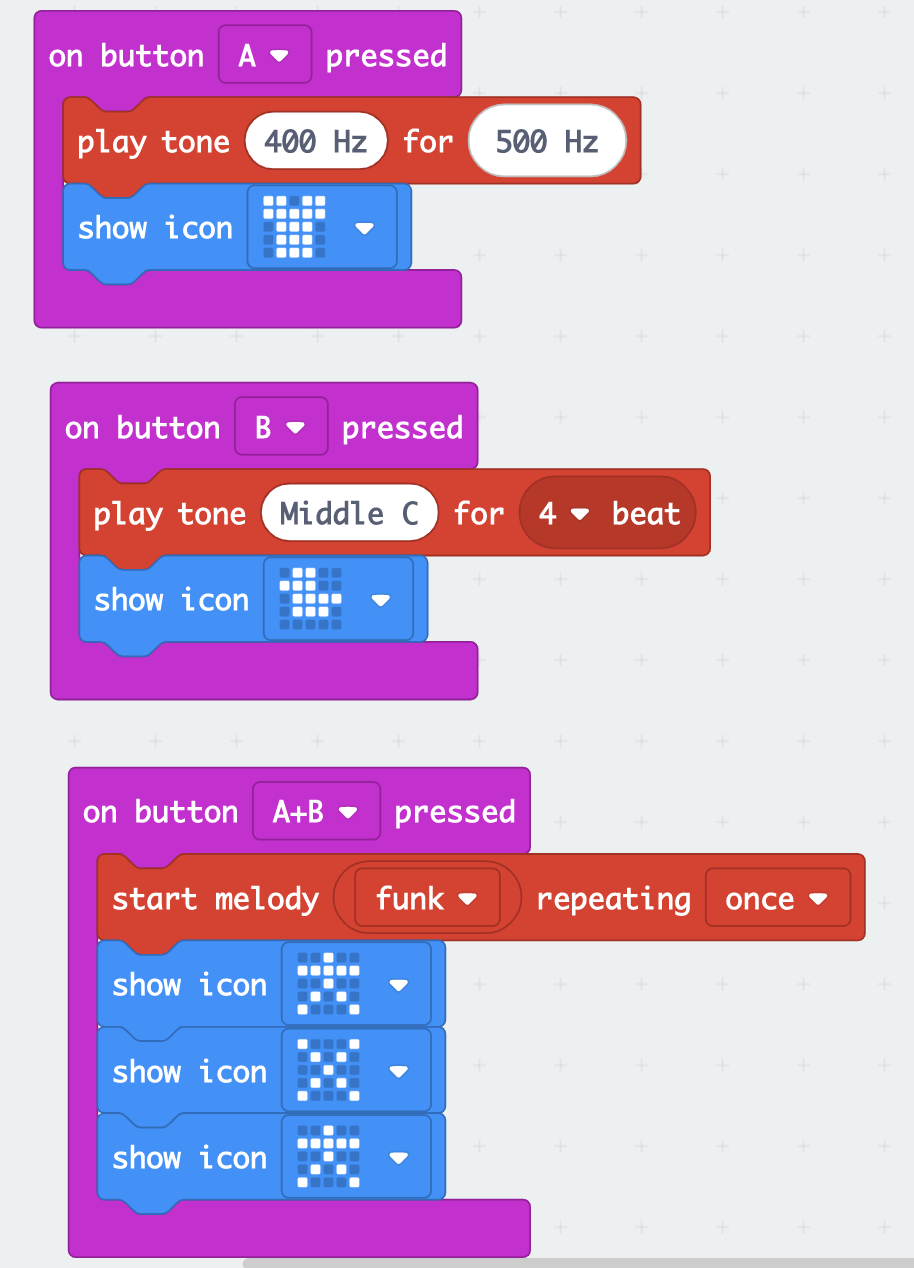 on button A pressed
play tone 400 Hz for 500 Hz
show icon
on button B pressed
play tone Middle C for 4 beat
show icon
on button A+B pressed
start melody funk repeating once
show icon
show icon
show icon